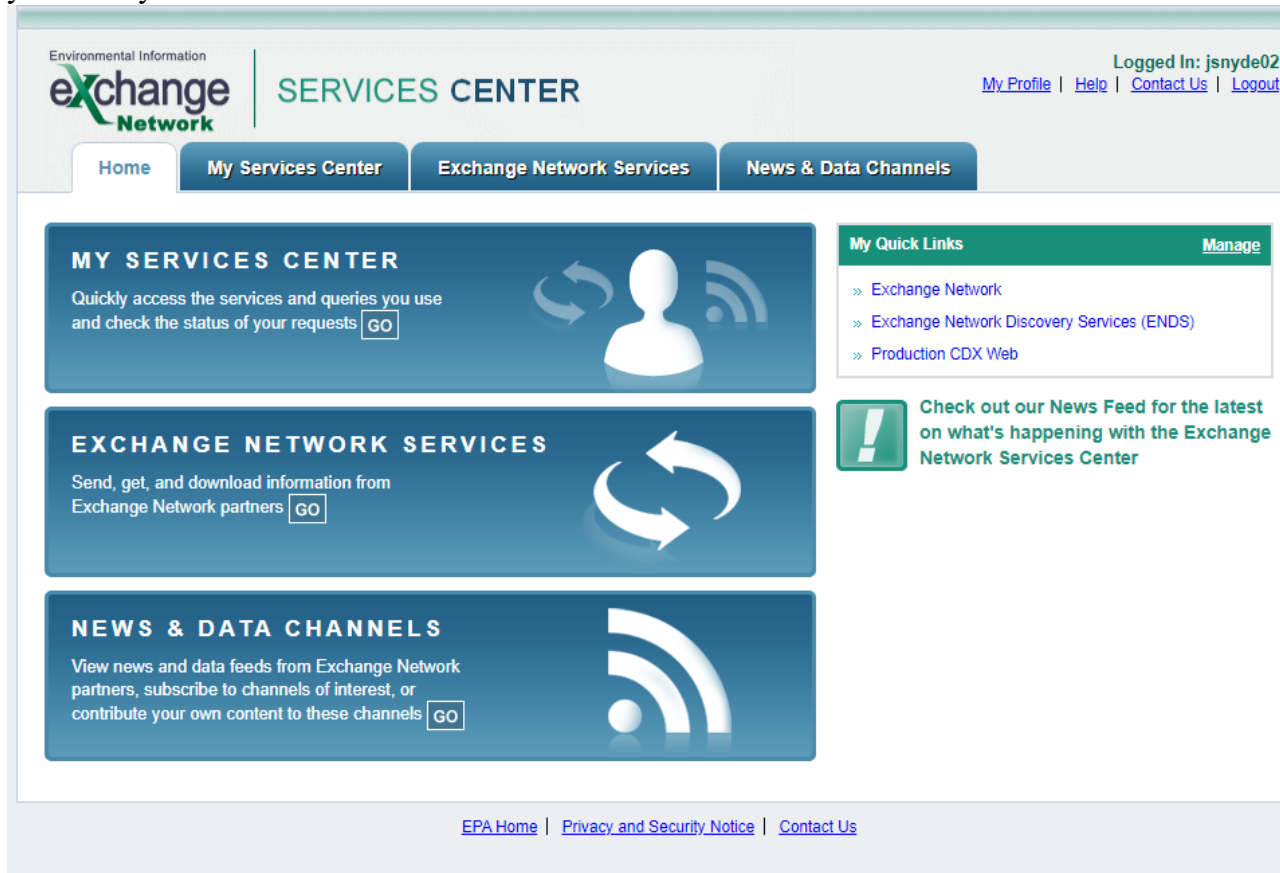 Environmental Information
eXchange
Network
SERVICES CENTER
Logged In: jsnyde02
My Profile | Help | Contact Us | Logout
Home
My Services Center
Exchange Network Services
News & Data Channels
MY SERVICES CENTER
Quickly access the services and queries you use
and check the status of your requests GO
My Quick Links
Manage
» Exchange Network
» Exchange Network Discovery Services (ENDS)
» Production CDX Web
Check out our News Feed for the latest
on what's happening with the Exchange
Network Services Center
EXCHANGE NETWORK SERVICES
Send, get, and download information from
Exchange Network partners GO
NEWS & DATA CHANNELS
View news and data feeds from Exchange Network
partners, subscribe to channels of interest, or
contribute your own content to these channels GO
EPA Home | Privacy and Security Notice | Contact Us